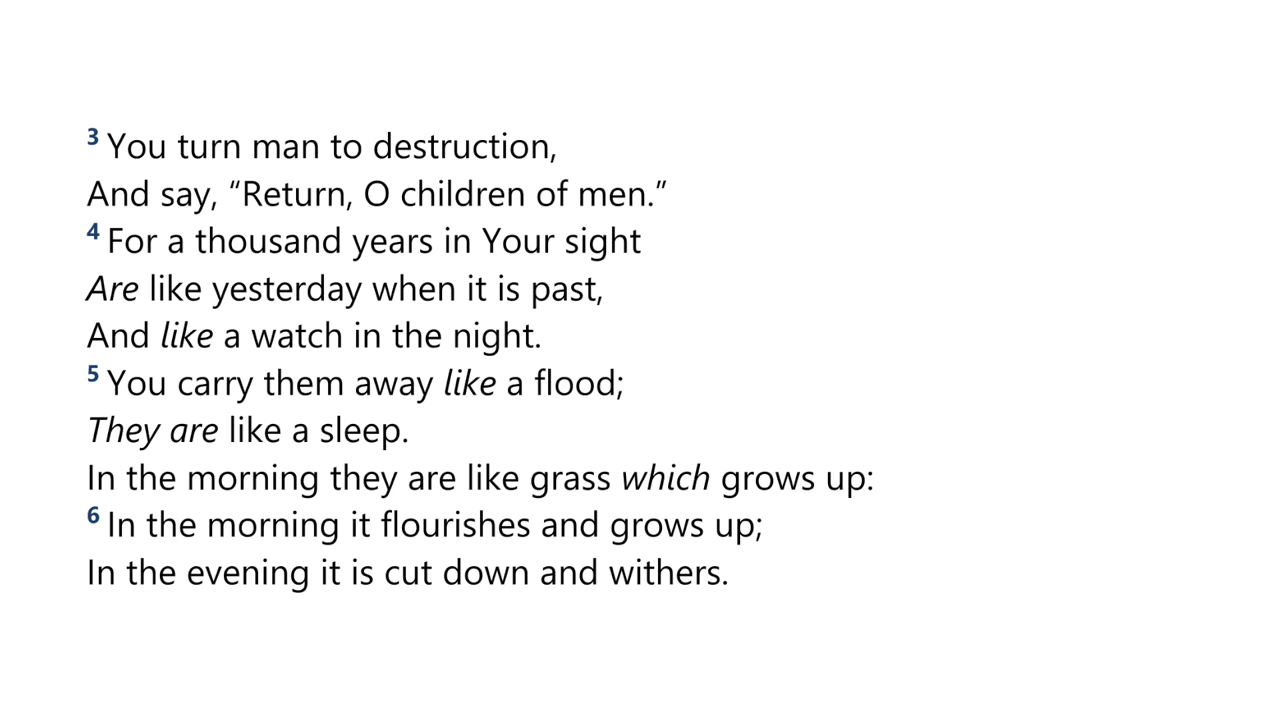 3 You turn man to destruction,
And say, “Return, O children of men.”
4 For a thousand years in Your sight
Are like yesterday when it is past,
And like a watch in the night.
5 You carry them away like a flood;
They are like a sleep.
In the morning they are like grass which grows up:
6 In the morning it flourishes and grows up;
In the evening it is cut down and withers.